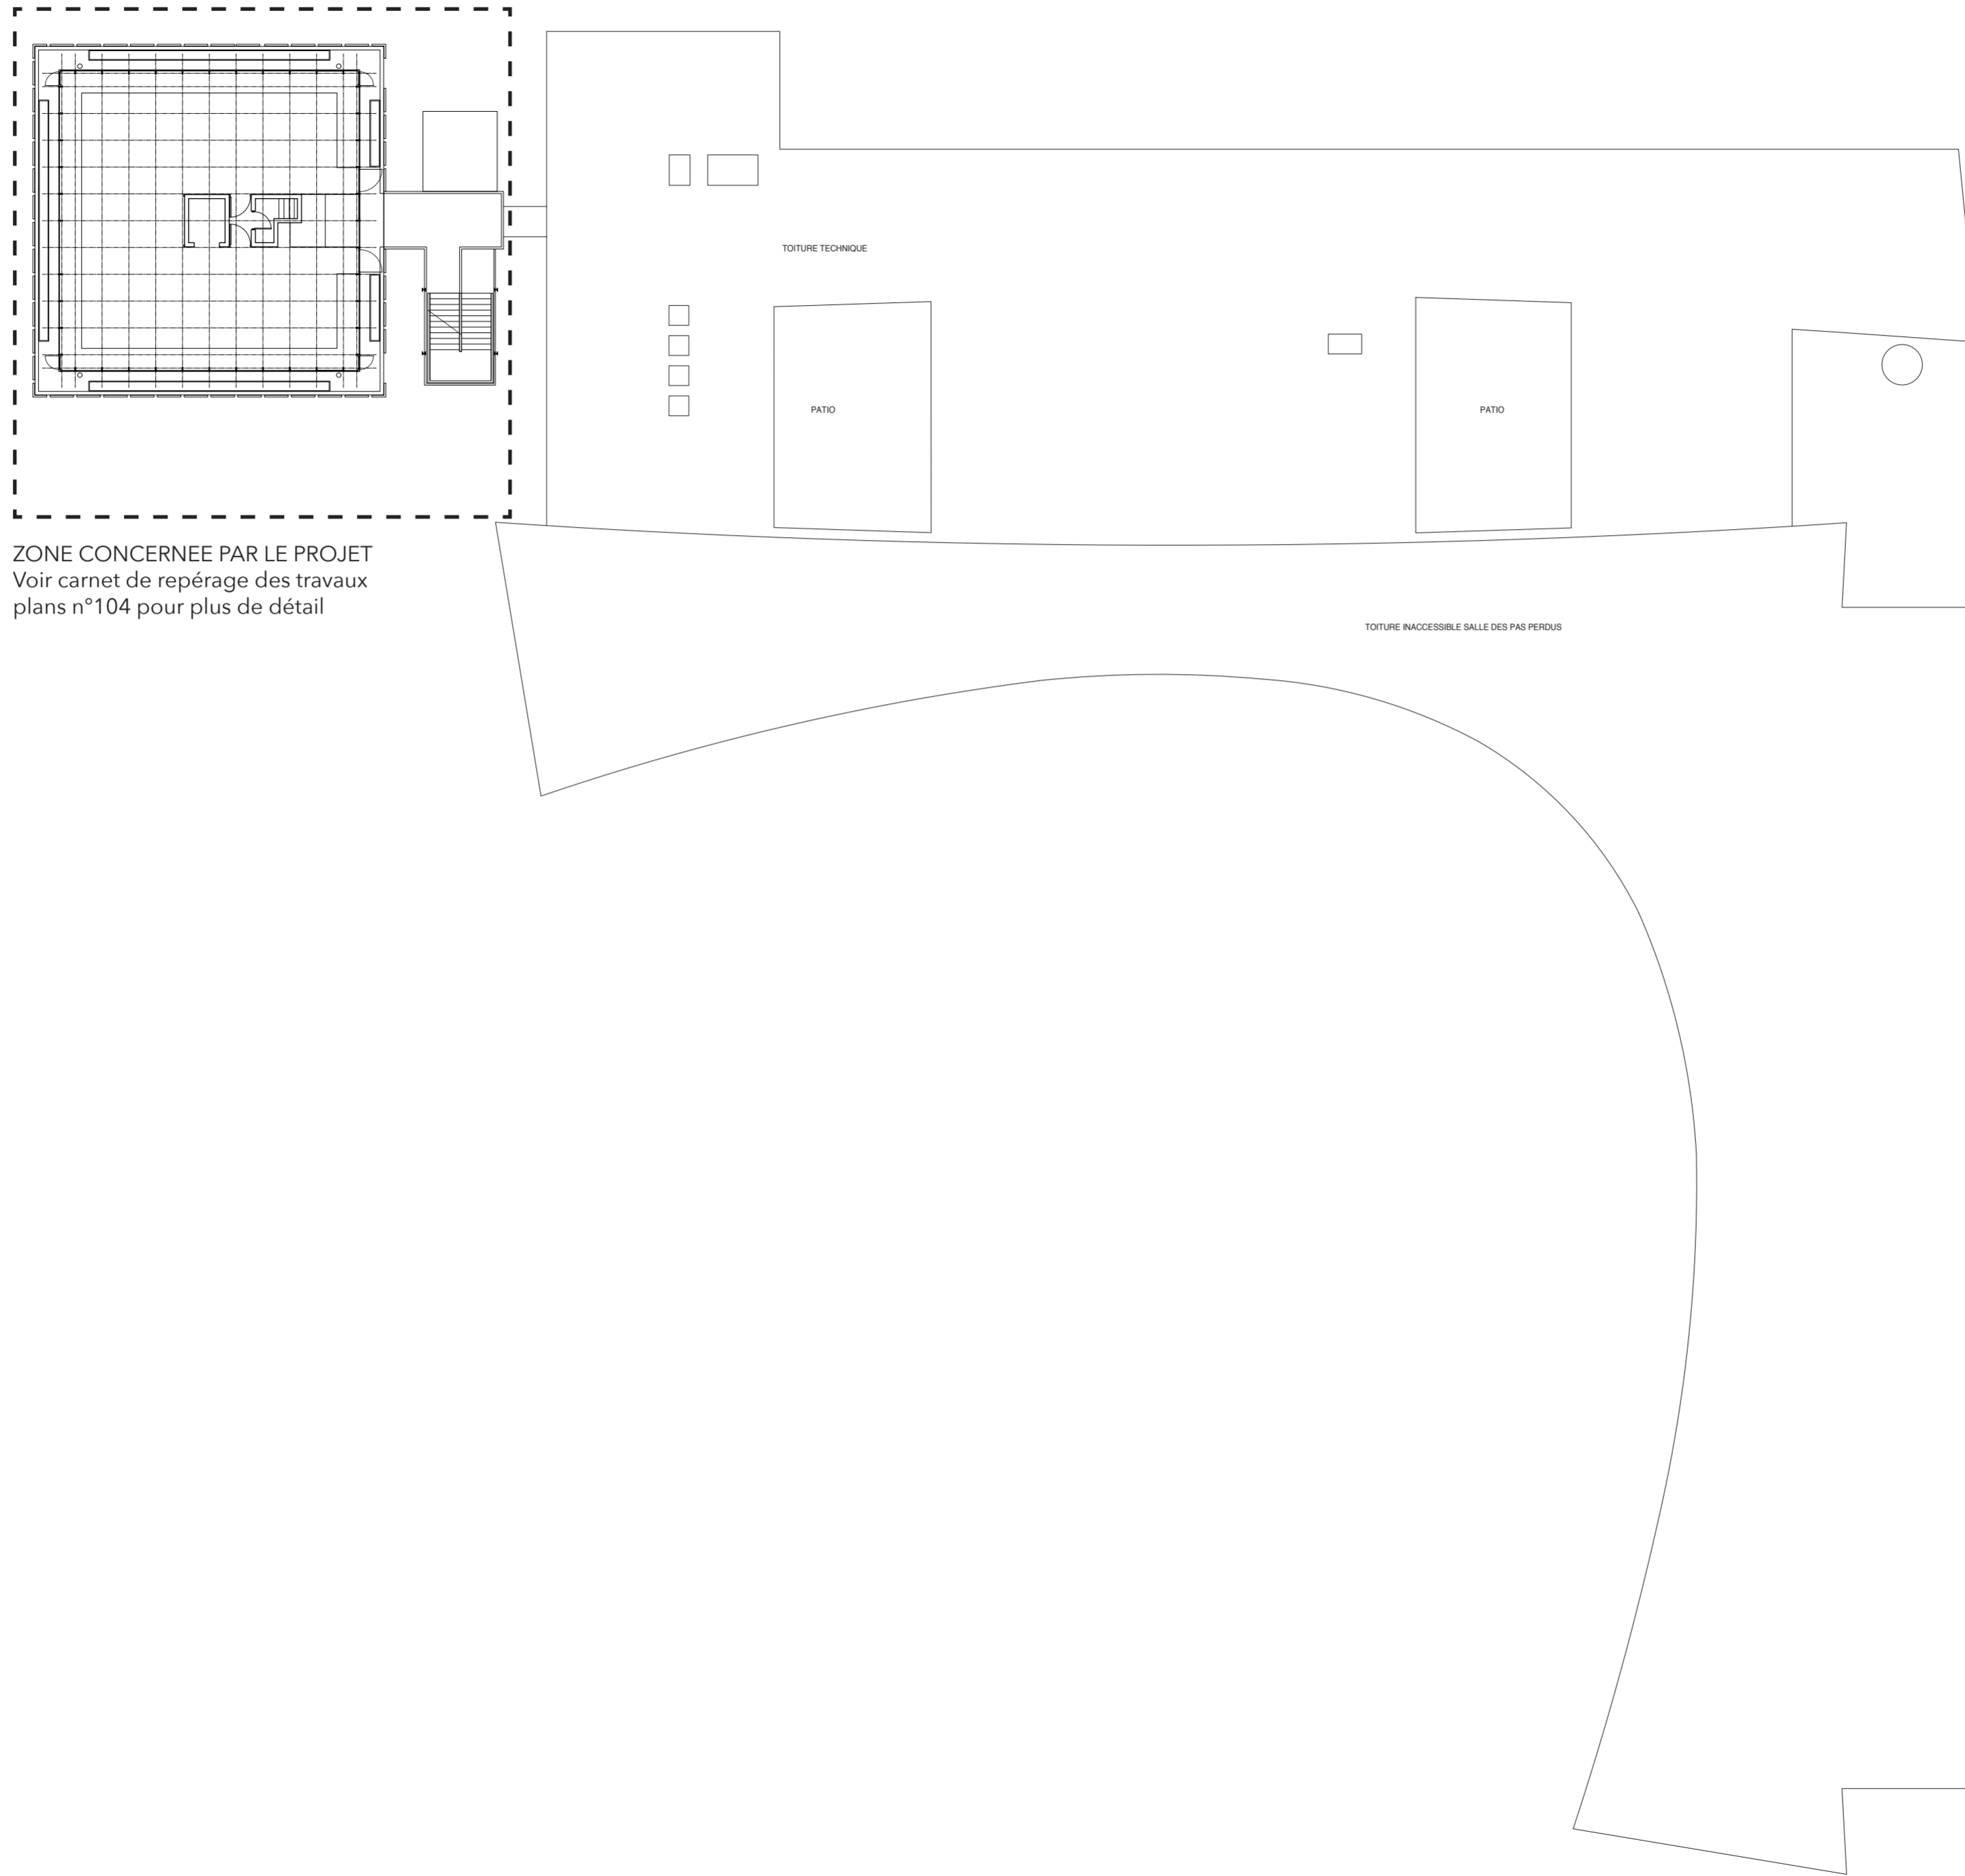 TOITURE TECHNIQUE
PATIO
PATIO
ZONE CONCERNEE PAR LE PROJET
Voir carnet de repérage des travaux
plans n°104 pour plus de détail
TOITURE INACCESSIBLE SALLE DES PAS PERDUS